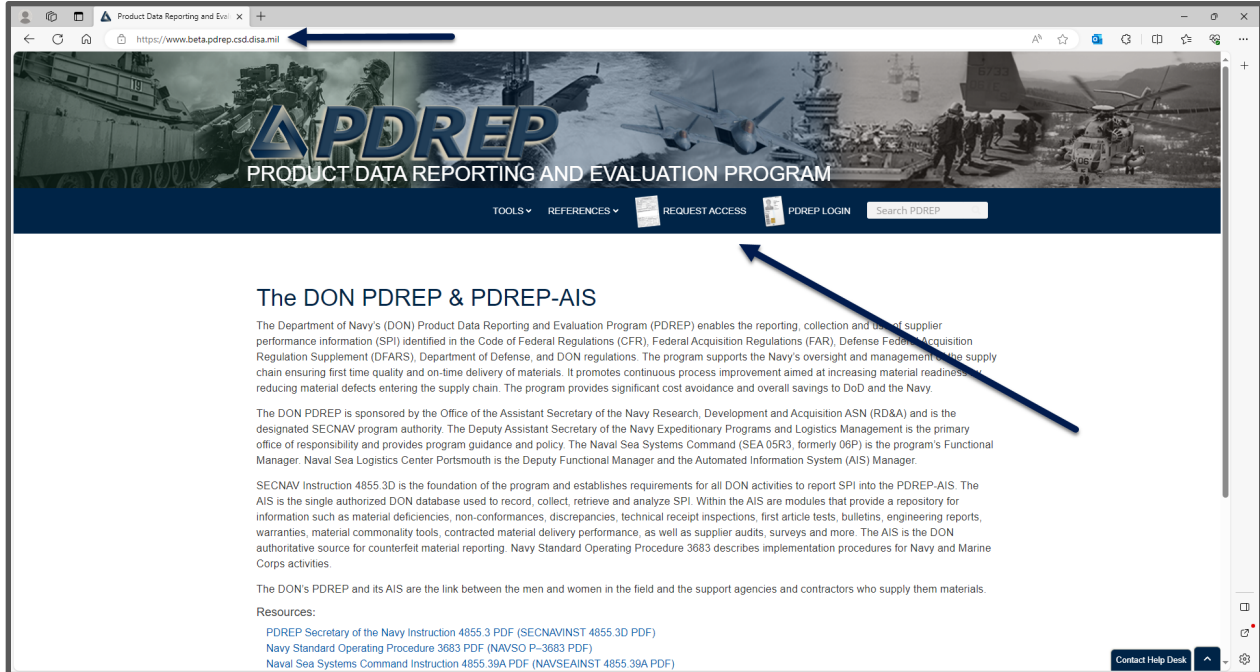 Product Data Reporting and Eval
https://www.beta.pdrep.csd.disa.mil
PDREP
PRODUCT DATA REPORTING AND EVALUATION PROGRAM
TOOLS REFERENCES REQUEST ACCESS PDREP LOGIN Search PDREP
The DON PDREP & PDREP-AIS
The Department of Navy's (DON) Product Data Reporting and Evaluation Program (PDREP) enables the reporting, collection and use of supplier
performance information (SPI) identified in the Code of Federal Regulations (CFR), Federal Acquisition Regulations (FAR), Defense Federal Acquisition
Regulation Supplement (DFARS), Department of Defense, and DON regulations. The program supports the Navy's oversight and management of the supply
chain ensuring first time quality and on-time delivery of materials. It promotes continuous process improvement aimed at increasing material readiness by
reducing material defects entering the supply chain. The program provides significant cost avoidance and overall savings to DoD and the Navy.
The DON PDREP is sponsored by the Office of the Assistant Secretary of the Navy Research, Development and Acquisition ASN (RD&A) and is the
designated SECNAV program authority. The Deputy Assistant Secretary of the Navy Expeditionary Programs and Logistics Management is the primary
office of responsibility and provides program guidance and policy. The Naval Sea Systems Command (SEA 05R3, formerly 06P) is the program's Functional
Manager. Naval Sea Logistics Center Portsmouth is the Deputy Functional Manager and the Automated Information System (AIS) Manager.
SECNAV Instruction 4855.3D is the foundation of the program and establishes requirements for all DON activities to report SPI into the PDREP-AIS. The
AIS is the single authorized DON database used to record, collect, retrieve and analyze SPI. Within the AIS are modules that provide a repository for
information such as material deficiencies, non-conformances, discrepancies, technical receipt inspections, first article tests, bulletins, engineering reports,
warranties, material commonality tools, contracted material delivery performance, as well as supplier audits, surveys and more. The AIS is the DON
authoritative source for counterfeit material reporting. Navy Standard Operating Procedure 3683 describes implementation procedures for Navy and Marine
Corps activities.
The DON's PDREP and its AIS are the link between the men and women in the field and the support agencies and contractors who supply them materials.
Resources:
PDREP Secretary of the Navy Instruction 4855.3 PDF (SECNAVINST 4855.3D PDF)
Navy Standard Operating Procedure 3683 PDF (NAVSO P–3683 PDF)
Naval Sea Systems Command Instruction 4855.39A PDF (NAVSEAINST 4855.39A PDF)
Contact Help Desk